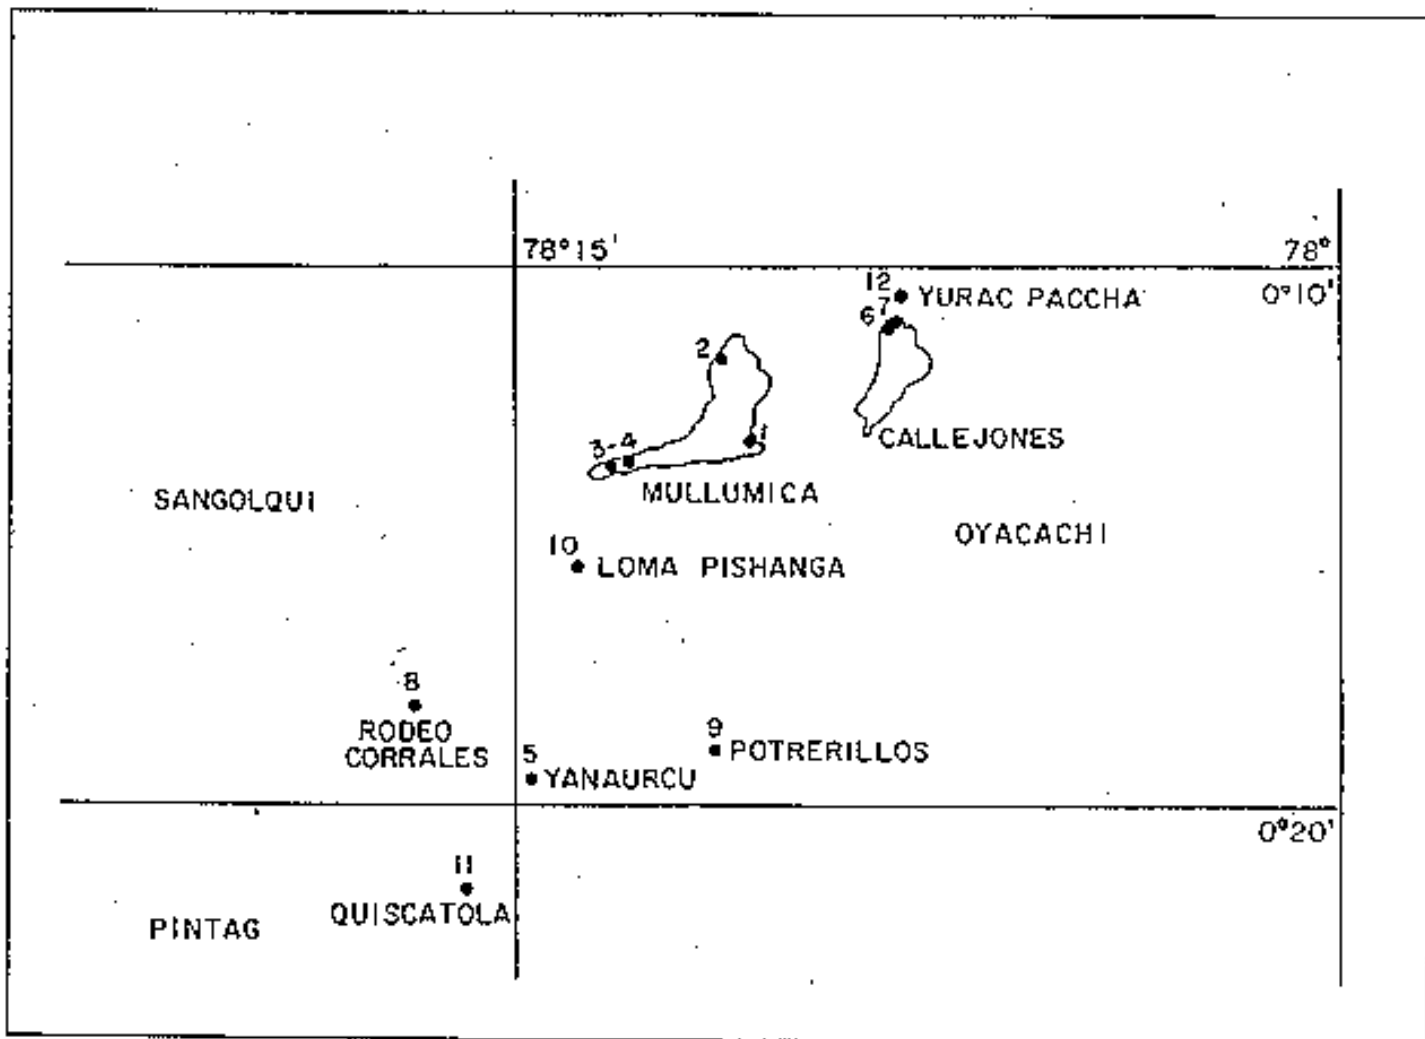 78°15'
78°
0°10'
12
YURAC PACCHA
7
6
2
1
3-4
CALLEJONES
MULLUMICA
SANGOLQUI
OYACACHI
10
LOMA PISHANGA
8
RODEO
CORRALES
9
POTRERILLOS
5
YANAURCU
0°20'
11
QUISCATOLA
PINTAG